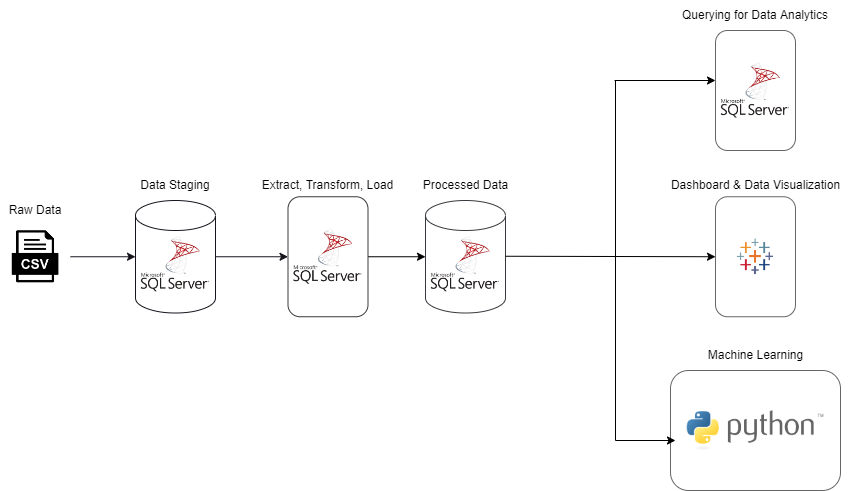 Querying for Data Analytics
Microsoft®
SQL Server®
Data Staging
Extract, Transform, Load
Processed Data
Dashboard & Data Visualization
Raw Data
CSV
Microsoft®
SQL Server®
Microsoft®
SQL Server®
Microsoft®
SQL Server®
Machine Learning
python™